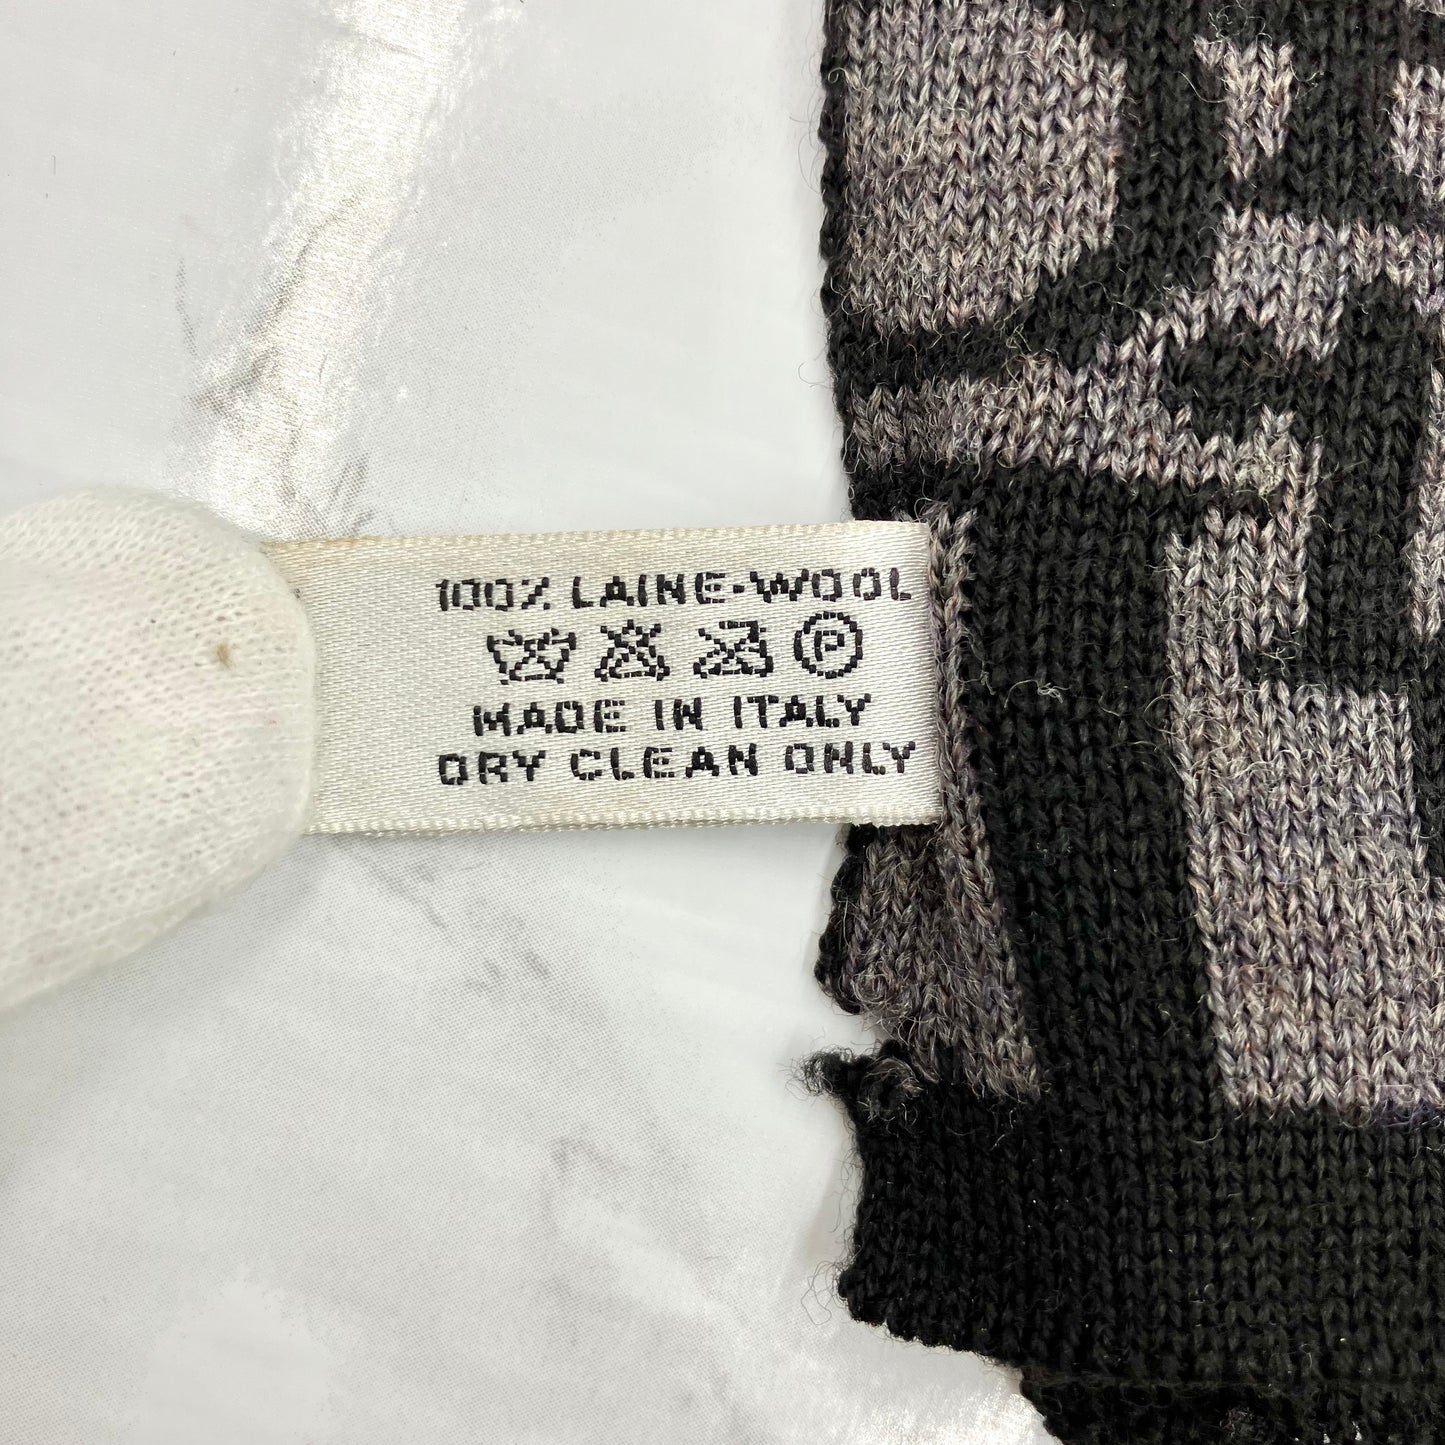 100% LAINE-WOOL
P
MADE IN ITALY
DRY CLEAN ONLY